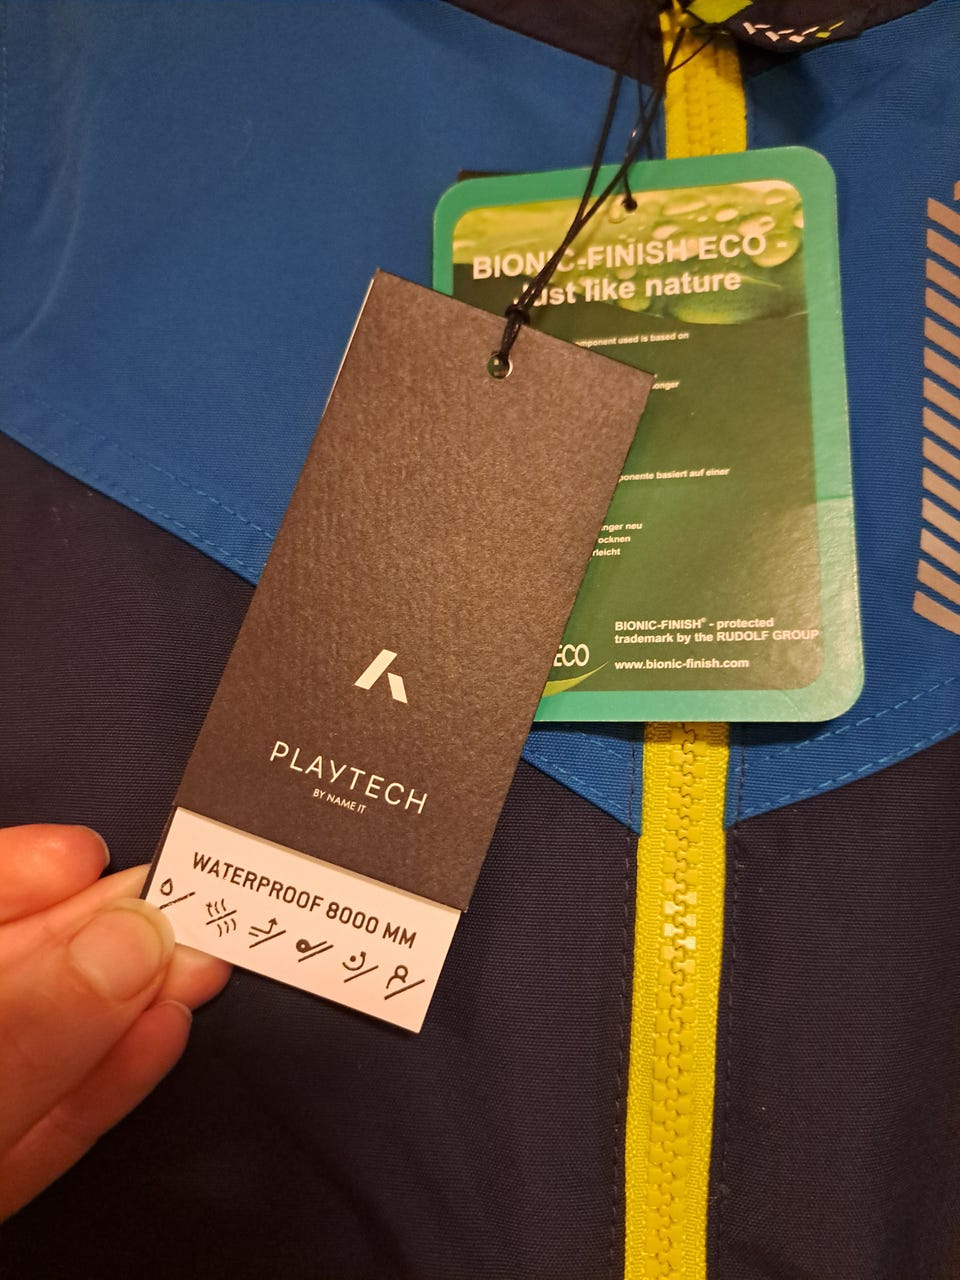 BIONIC-FINISH ECO -
Just like nature
component used is based on
longer
ponente basiert auf einer
nger neu
ocknen
rleicht
BIONIC-FINISH® - protected
trademark by the RUDOLF GROUP
ECO
www.bionic-finish.com
PLAYTECH
BY NAME IT
WATERPROOF 8000 MM